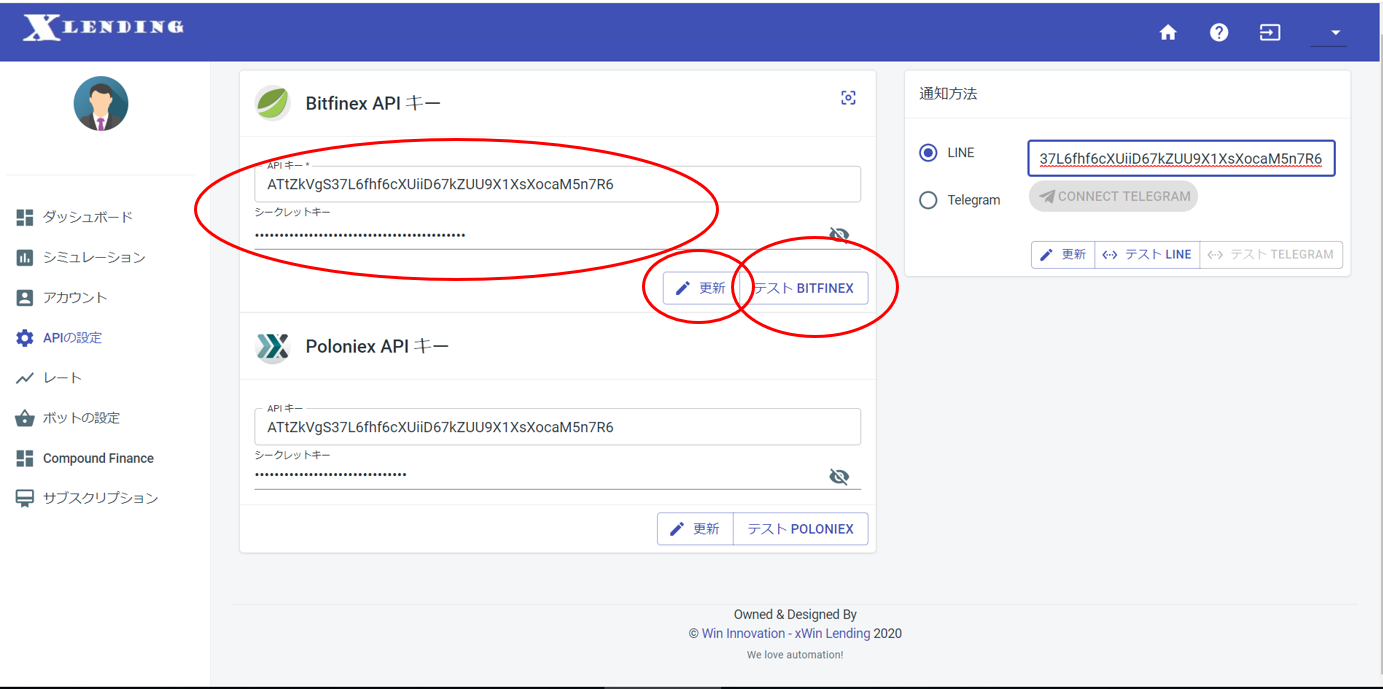 XLENDING
ダッシュボード
シミュレーション
アカウント
APIの設定
レート
ボットの設定
Compound Finance
サブスクリプション
Bitfinex API キー
API キー *
ATtZkVgS37L6fhf6cXUiiD67kZUU9X1XsXocaM5n7R6
シークレットキー
更新 テスト BITFINEX
Poloniex API キー
API キー
ATtZkVgS37L6fhf6cXUiiD67kZUU9X1XsXocaM5n7R6
シークレットキー
更新 テスト POLONIEX
通知方法
LINE 37L6fhf6cXUiiD67kZUU9X1XsXocaM5n7R6
Telegram CONNECT TELEGRAM
更新 テスト LINE テスト TELEGRAM
Owned & Designed By
© Win Innovation - xWin Lending 2020
We love automation!